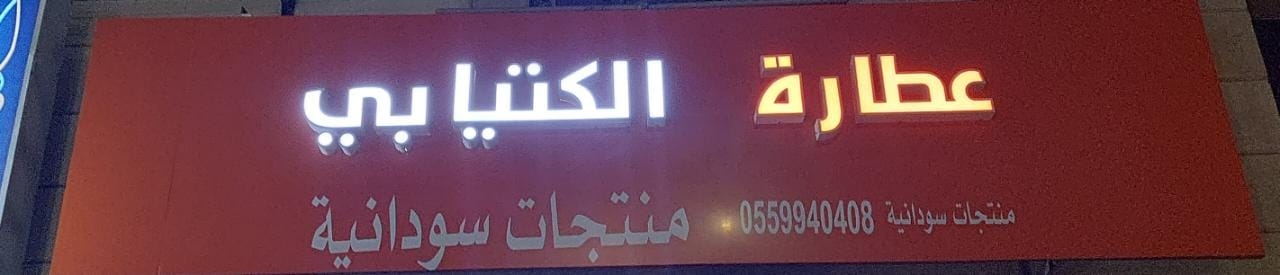 عطارة الكتيابي
منتجات سودانية 0559940408 منتجات سودانية